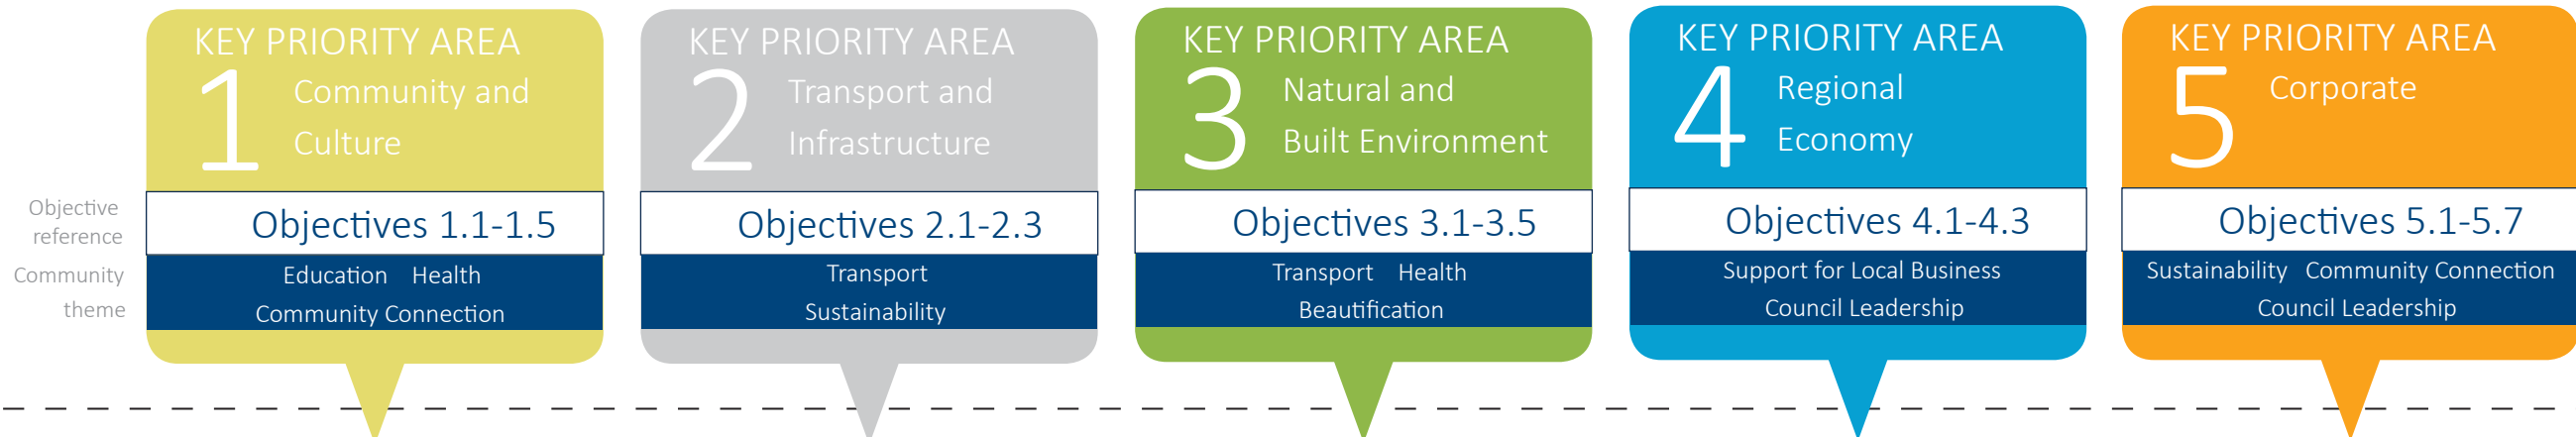 KEY PRIORITY AREA
1
Community and
Culture
KEY PRIORITY AREA
2
Transport and
Infrastructure
KEY PRIORITY AREA
3
Natural and
Built Environment
KEY PRIORITY AREA
4
Regional
Economy
KEY PRIORITY AREA
5
Corporate
Objective
reference
Objectives 1.1-1.5
Objectives 2.1-2.3
Objectives 3.1-3.5
Objectives 4.1-4.3
Objectives 5.1-5.7
Community
theme
Education Health
Community Connection
Transport
Sustainability
Transport Health
Beautification
Support for Local Business
Council Leadership
Sustainability Community Connection
Council Leadership